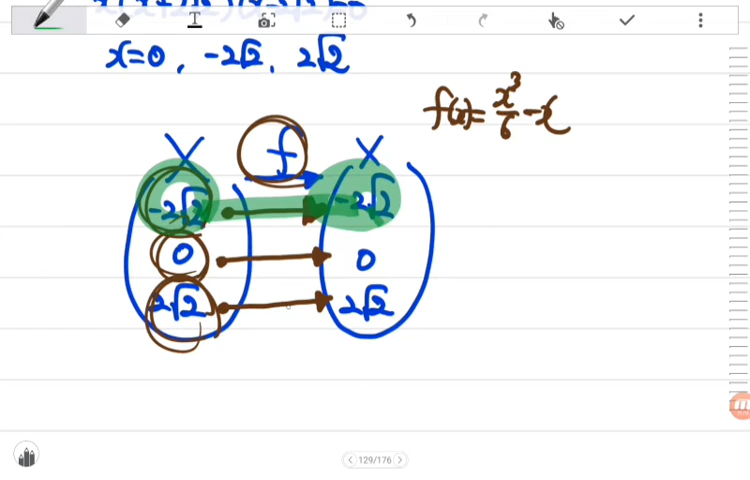 x=0, -2√2, 2√2
f(x)=x³/6-x
X f X
-2√2 -2√2
0 0
2√2 2√2
129/176